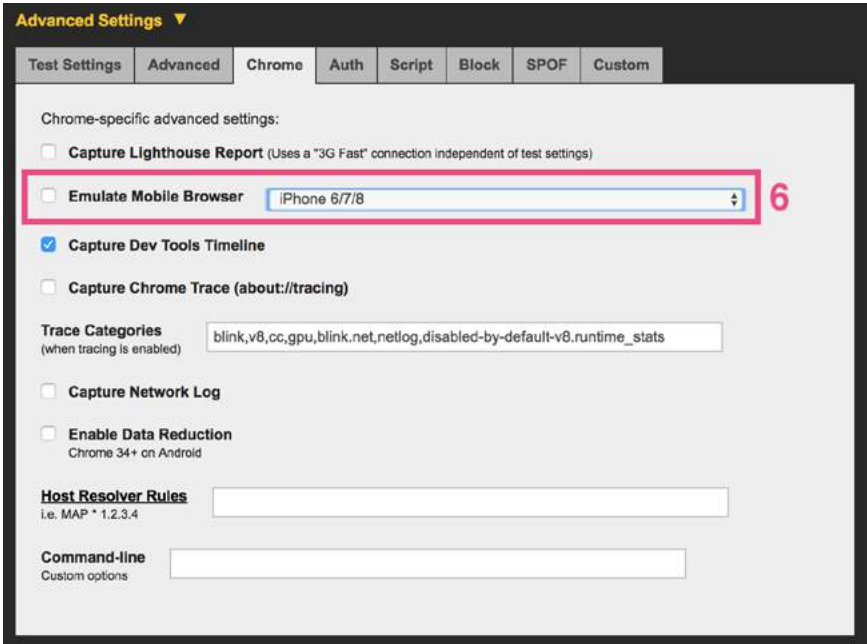 Advanced Settings ▼
Test Settings Advanced Chrome Auth Script Block SPOF Custom
Chrome-specific advanced settings:
Capture Lighthouse Report (Uses a "3G Fast" connection independent of test settings)
Emulate Mobile Browser iPhone 6/7/8 6
Capture Dev Tools Timeline
Capture Chrome Trace (about://tracing)
Trace Categories
(when tracing is enabled) blink,v8,cc,gpu,blink.net,netlog,disabled-by-default-v8.runtime_stats
Capture Network Log
Enable Data Reduction
Chrome 34+ on Android
Host Resolver Rules
i.e. MAP * 1.2.3.4
Command-line
Custom options